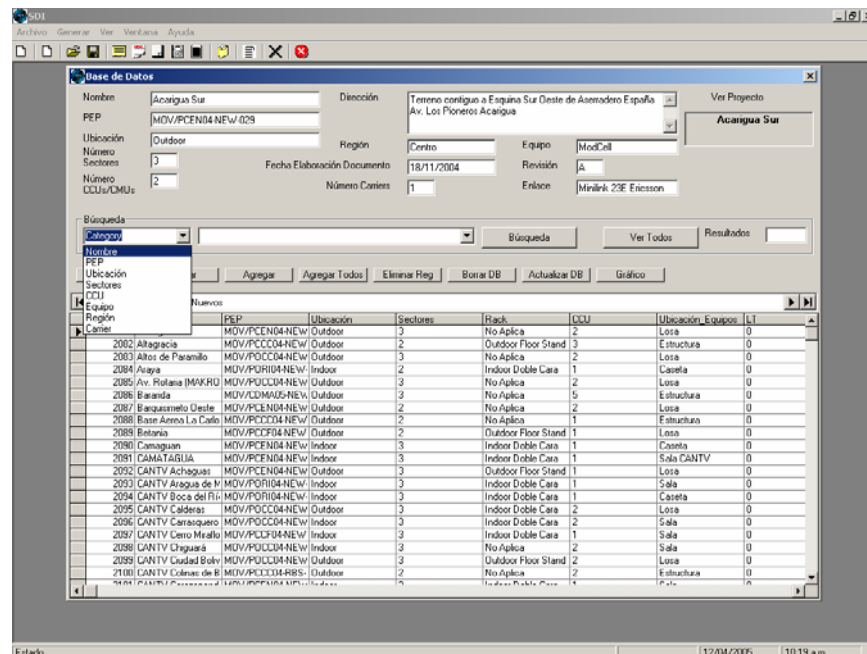 SDI
Archivo Generar Ver Ventana Ayuda
Base de Datos
Nombre Acarigua Sur Dirección Terreno contiguo a Esquina Sur Oeste de Aserradero España Ver Proyecto
Av. Los Pioneros Acarigua
PEP MOV/PCEN04-NEW-029 Acarigua Sur
Ubicación Outdoor Región Centro Equipo ModCell
Número
Sectores 3 Fecha Elaboración Documento 18/11/2004 Revisión A
Número
CCUs/CMUs 2 Número Carriers 1 Enlace Minilink 23E Ericsson
Búsqueda
Category Búsqueda Ver Todos Resultados
Nombre
PEP
Ubicación
Sectores
CCU
Equipo
Región
Carrier
Agregar Agregar Todos Eliminar Reg Borrar DB Actualizar DB Gráfico
Nuevos
PEP Ubicación Sectores Rack CCU Ubicación_Equipos LT
MOV/PCEN04-NEW Outdoor 3 No Aplica 2 Losa 0
2082 Altagracia MOV/PCCC04-NEW Outdoor 2 Outdoor Floor Stand 3 Estructura 0
2083 Altos de Paramillo MOV/POCC04-NEW Outdoor 3 No Aplica 2 Losa 0
2084 Araya MOV/PORI04-NEW- Indoor 2 Indoor Doble Cara 1 Caseta 0
2085 Av. Rotaria (MAKRO MOV/POCC04-NEW Outdoor 3 No Aplica 2 Losa 0
2086 Baranda MOV/CDMA05-NEW Outdoor 3 No Aplica 5 Estructura 0
2087 Barquisimeto Oeste MOV/PCEN04-NEW Outdoor 2 No Aplica 2 Losa 0
2088 Base Aerea La Carlo MOV/PCCC04-NEW Outdoor 2 No Aplica 1 Estructura 0
2089 Betania MOV/PCCF04-NEW Outdoor 2 Outdoor Floor Stand 1 Losa 0
2090 Camaguan MOV/PCEN04-NEW Indoor 3 Indoor Doble Cara 1 Caseta 0
2091 CAMATAGUA MOV/PCEN04-NEW Indoor 3 Indoor Doble Cara 1 Sala CANTV 0
2092 CANTV Achaguas MOV/PCEN04-NEW Outdoor 3 Outdoor Floor Stand 1 Losa 0
2093 CANTV Aragua de M MOV/PORI04-NEW- Indoor 3 Indoor Doble Cara 1 Sala 0
2094 CANTV Boca del Rí MOV/PORI04-NEW- Indoor 3 Indoor Doble Cara 1 Caseta 0
2095 CANTV Calderas MOV/POCC04-NEW Outdoor 3 Indoor Doble Cara 2 Losa 0
2096 CANTV Carrasquero MOV/POCC04-NEW Indoor 3 Indoor Doble Cara 2 Sala 0
2097 CANTV Cerro Mirallo MOV/PCCF04-NEW Indoor 3 Indoor Doble Cara 1 Sala 0
2098 CANTV Chiguará MOV/POCC04-NEW Indoor 3 No Aplica 2 Sala 0
2099 CANTV Ciudad Boliv MOV/POCC04-NEW Outdoor 3 Outdoor Floor Stand 2 Losa 0
2100 CANTV Colinas de B MOV/PCCC04-RBS- Outdoor 2 No Aplica 2 Estructura 0
Estado 12/04/2005 10:19 a.m.